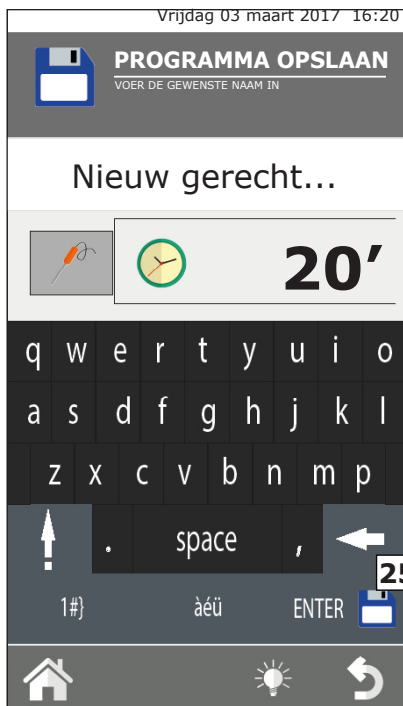 Vrijdag 03 maart 2017 16:20
PROGRAMMA OPSLAAN
VOER DE GEWENSTE NAAM IN
Nieuw gerecht...
20’
q w e r t y u i o
a s d f g h j k l
z x c v b n m p
. space ,
25
1#} àéü ENTER